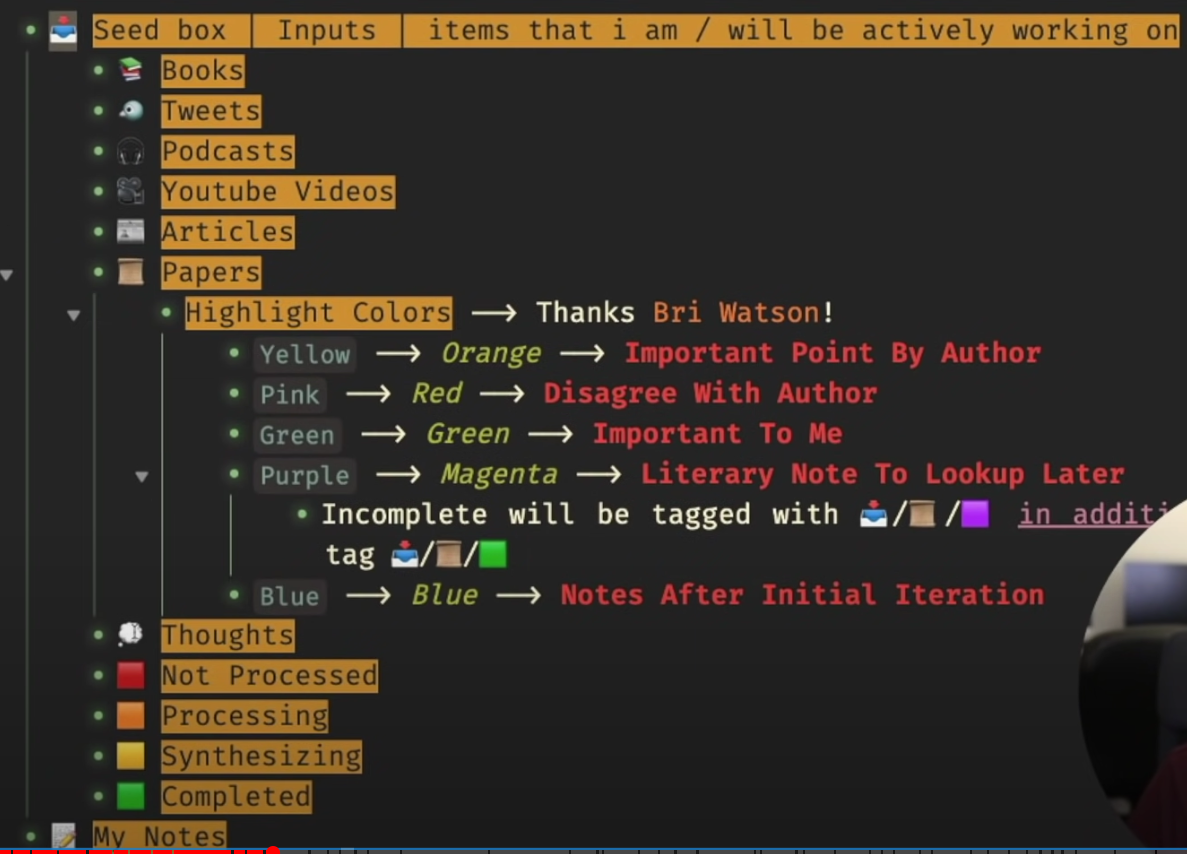 📥 Seed box | Inputs | items that i am / will be actively working on
📚 Books
🐦 Tweets
🎧 Podcasts
🎥 Youtube Videos
📰 Articles
📜 Papers
Highlight Colors ⟶ Thanks Bri Watson!
Yellow ⟶ Orange ⟶ Important Point By Author
Pink ⟶ Red ⟶ Disagree With Author
Green ⟶ Green ⟶ Important To Me
Purple ⟶ Magenta ⟶ Literary Note To Lookup Later
Incomplete will be tagged with 📥/📜/🟪 in
tag 📥/📜/🟩
Blue ⟶ Blue ⟶ Notes After Initial Iteration
💭 Thoughts
🟥 Not Processed
🟧 Processing
🟨 Synthesizing
🟩 Completed
📝 My Notes